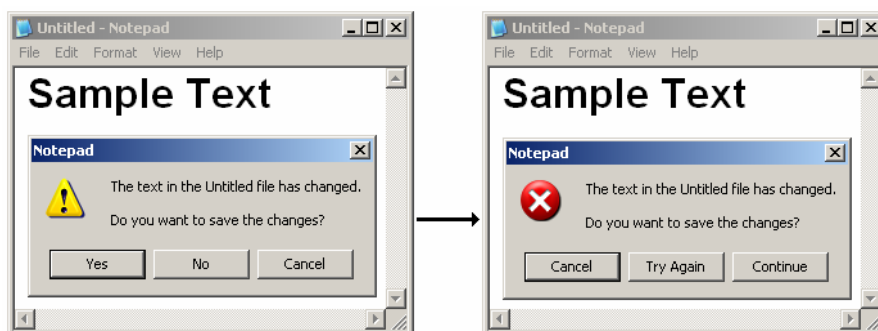 Untitled - Notepad
File Edit Format View Help
Sample Text
Notepad
The text in the Untitled file has changed.
Do you want to save the changes?
Yes No Cancel
Untitled - Notepad
File Edit Format View Help
Sample Text
Notepad
The text in the Untitled file has changed.
Do you want to save the changes?
Cancel Try Again Continue